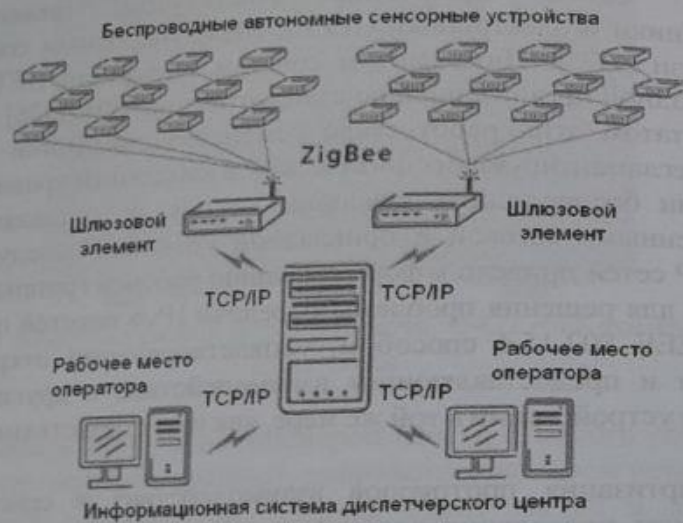 Беспроводные автономные сенсорные устройства
ZigBee
Шлюзовой
элемент
Шлюзовой
элемент
TCP/IP
TCP/IP
Рабочее место
оператора
TCP/IP
TCP/IP
Рабочее место
оператора
Информационная система диспетчерского центра